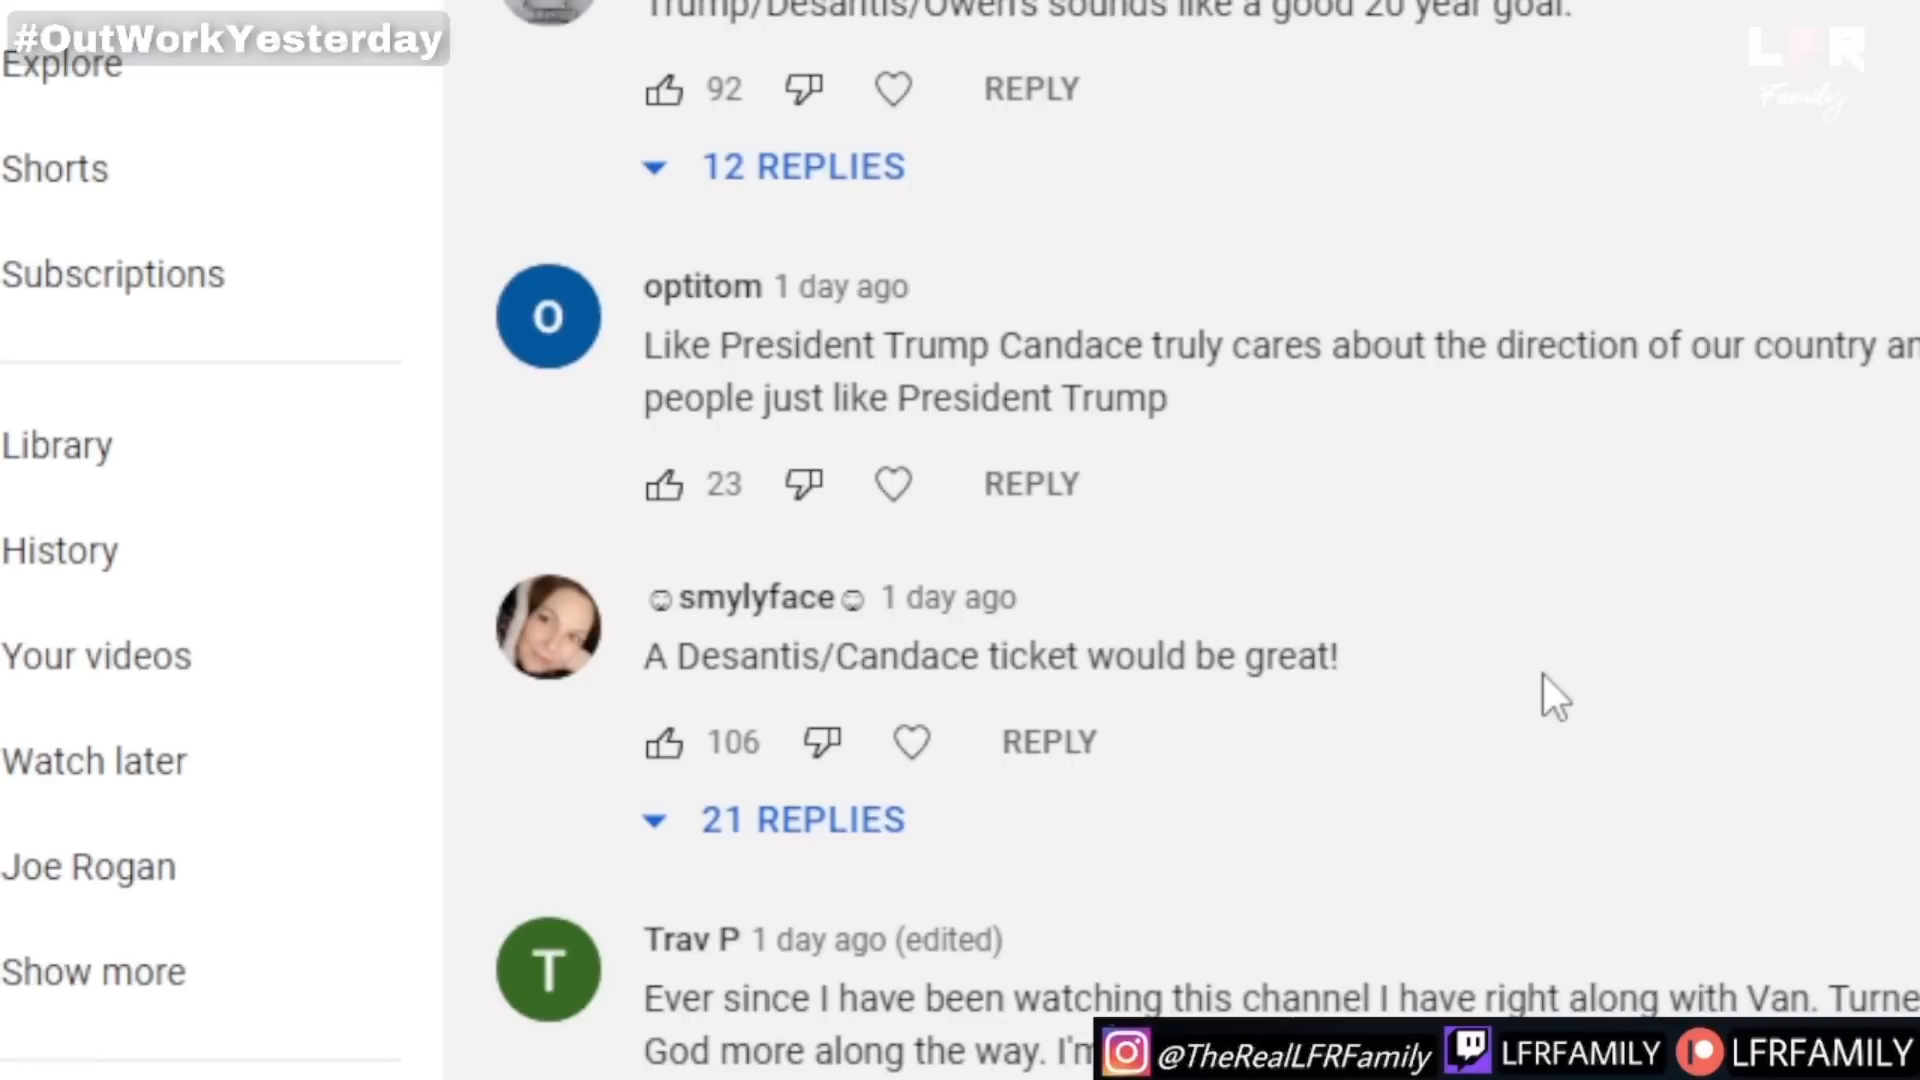 #OutWorkYesterday
Explore
Shorts
Subscriptions
Library
History
Your videos
Watch later
Joe Rogan
Show more
Trump/Desantis/Owens sounds like a good 20 year goal.
92 REPLY
12 REPLIES
optitom 1 day ago
Like President Trump Candace truly cares about the direction of our country
people just like President Trump
23 REPLY
☺smylyface☺ 1 day ago
A Desantis/Candace ticket would be great!
106 REPLY
21 REPLIES
Trav P 1 day ago (edited)
Ever since I have been watching this channel I have right along with Van. Turne
God more along the way. I'm
LFR
Family
@TheRealLFRFamily LFRFAMILY LFRFAMILY
O
T